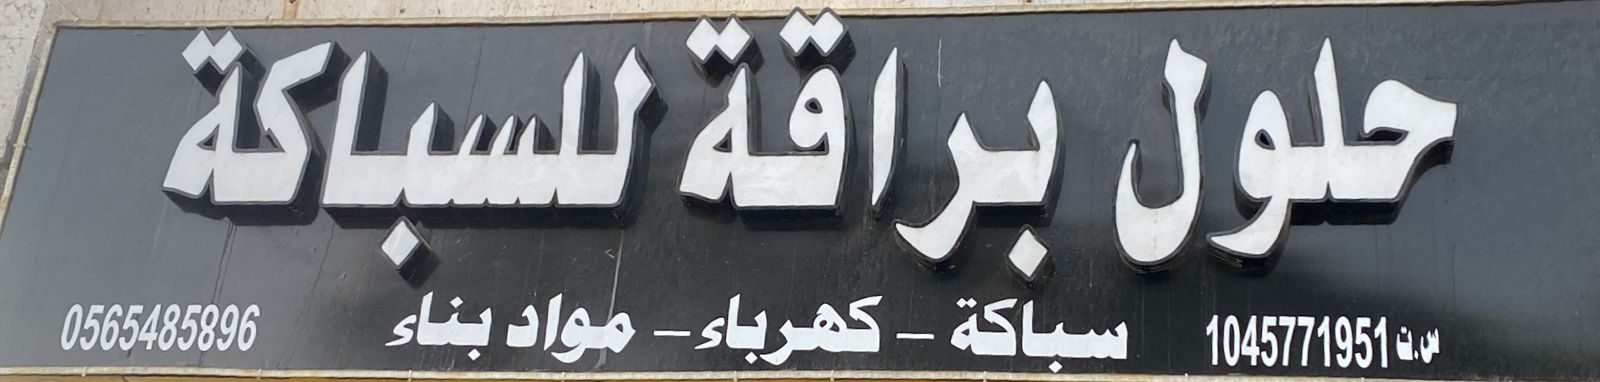 حلول براقة للسباكة
س.ت 1045771951 سباكة - كهرباء - مواد بناء 0565485896